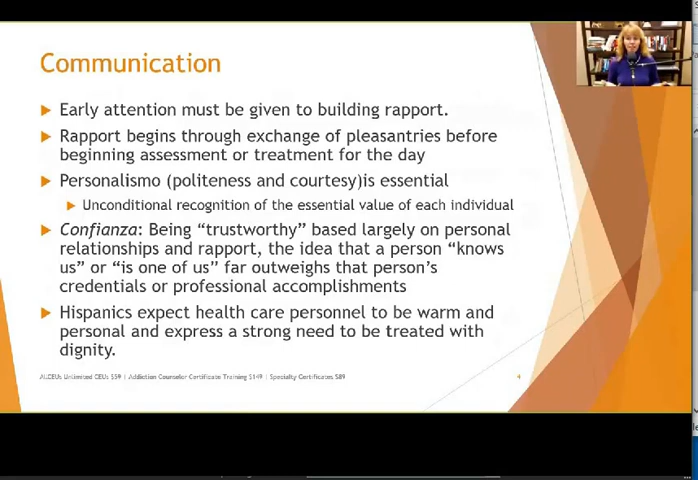 Communication
Early attention must be given to building rapport.
Rapport begins through exchange of pleasantries before
beginning assessment or treatment for the day
Personalismo (politeness and courtesy)is essential
Unconditional recognition of the essential value of each individual
Confianza: Being “trustworthy” based largely on personal
relationships and rapport, the idea that a person “knows
us” or “is one of us” far outweighs that person’s
credentials or professional accomplishments
Hispanics expect health care personnel to be warm and
personal and express a strong need to be treated with
dignity.
ALLCEUs Unlimited CEUs $59 | Addiction Counselor Certificate Training $149 | Specialty Certificates $89
4